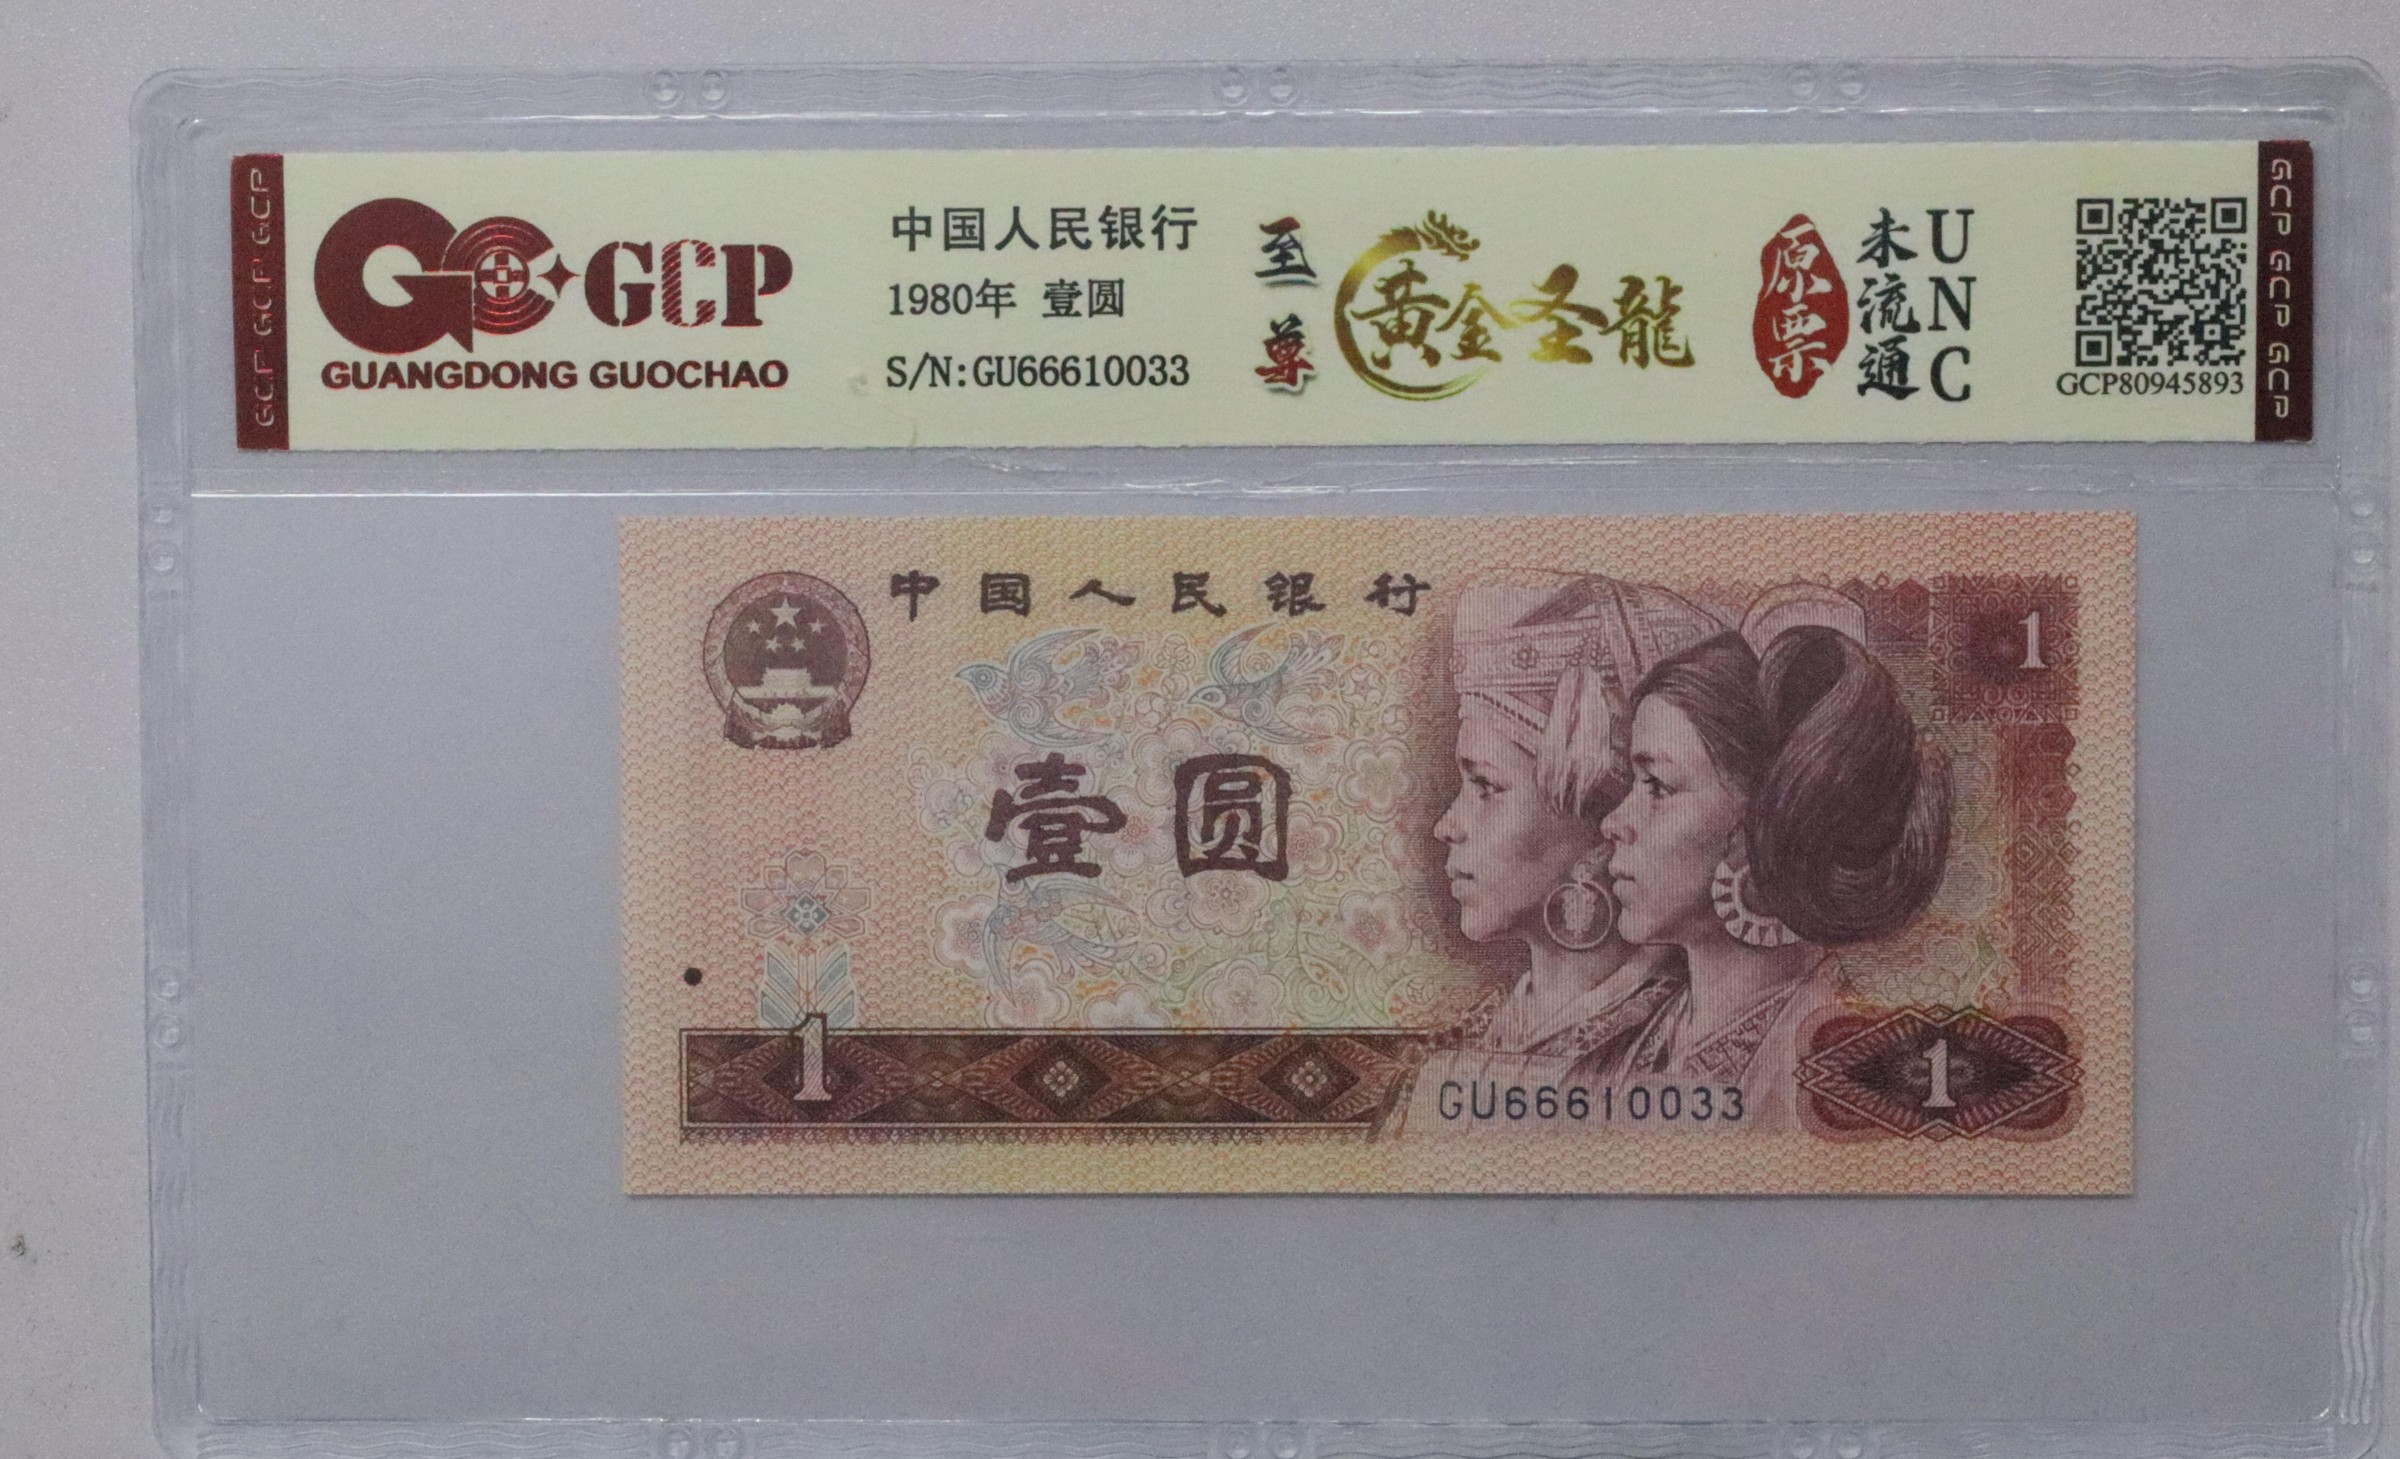 GCP GCP GCP
GCP
GUANGDONG GUOCHAO
中国人民银行
1980年 壹圆
S/N:GU66610033
至尊
黄金圣龍
原票
未流通
UNC
GCP80945893
GCP GCP GCP
中国人民银行
1
壹圆
1
GU66610033
1